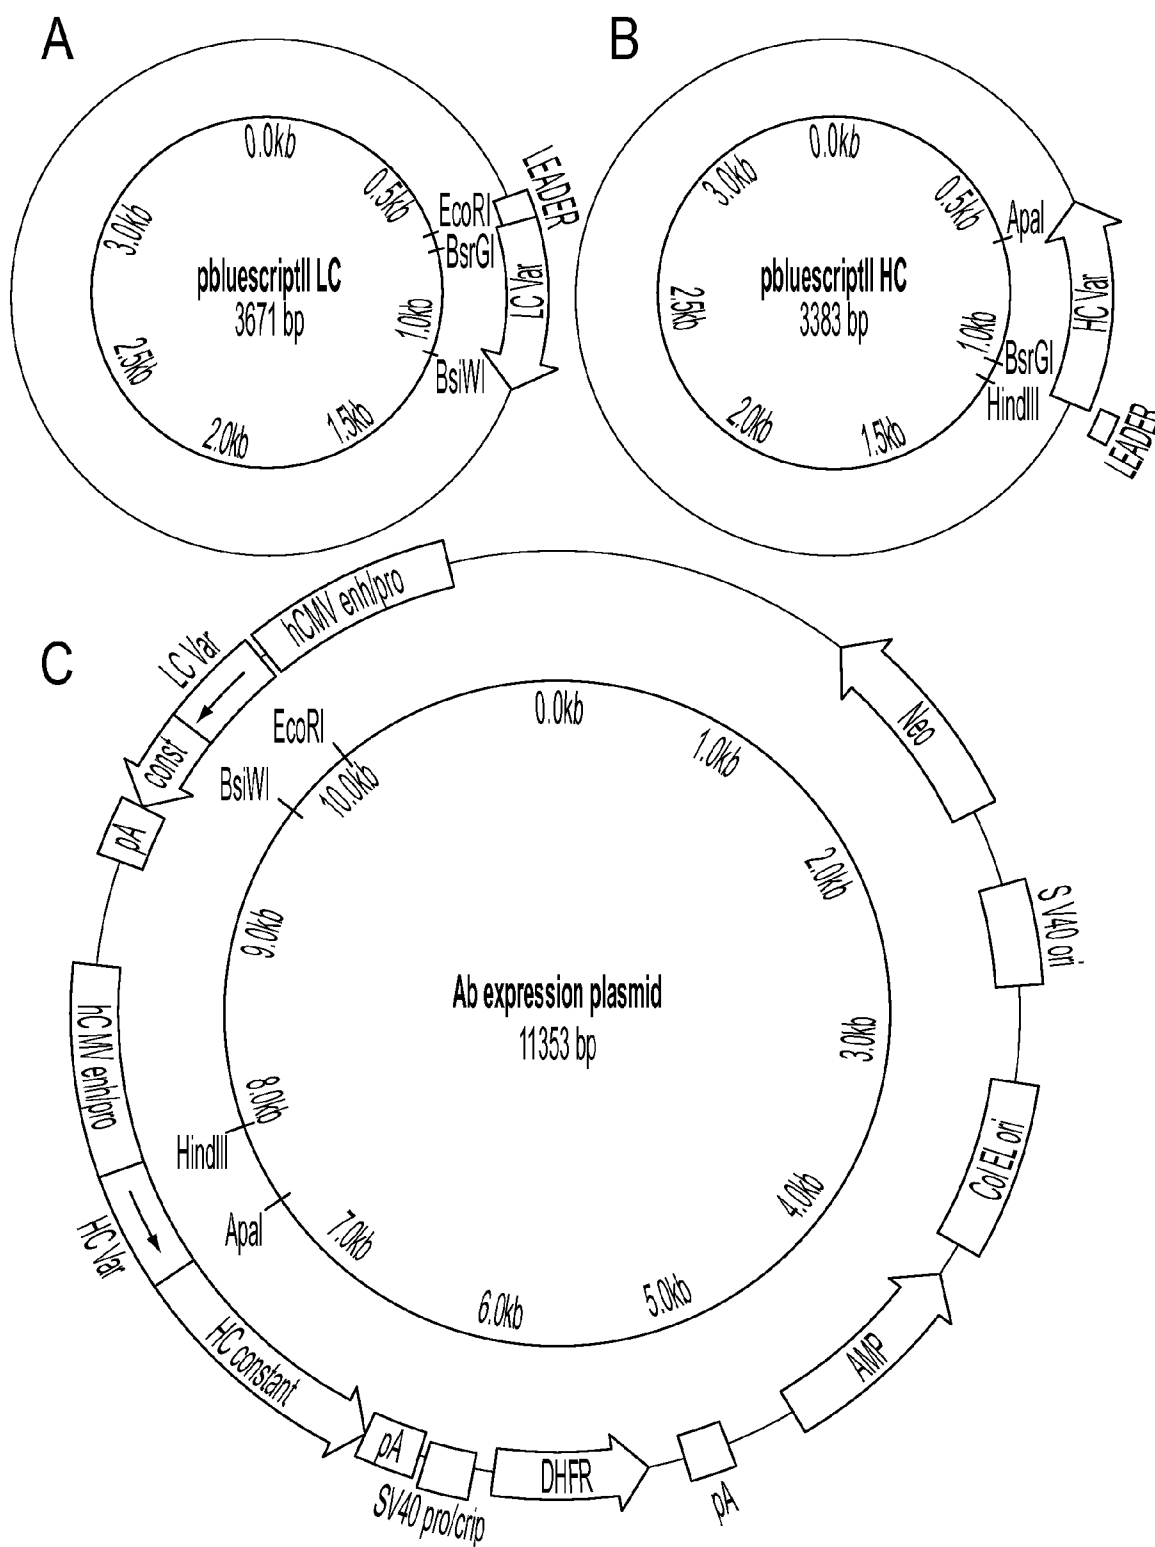 A
0.0kb
0.5kb
EcoRI
LEADER
BsrGI
LC Var
1.0kb
BsiWI
1.5kb
2.0kb
2.5kb
3.0kb
pbluescriptII LC
3671 bp
B
0.0kb
0.5kb
ApaI
HC Var
1.0kb
BsrGI
HindIII
LEADER
1.5kb
2.0kb
2.5kb
3.0kb
pbluescriptII HC
3383 bp
C
hCMV enh/pro
LC Var
const
pA
EcoRI
BsiWI
0.0kb
1.0kb
2.0kb
3.0kb
4.0kb
5.0kb
6.0kb
7.0kb
8.0kb
9.0kb
10.0kb
Neo
SV40 ori
Col EL ori
AMP
pA
DHFR
SV40 pro/crip
pA
HC constant
HC Var
hCMV enh/pro
HindIII
ApaI
Ab expression plasmid
11353 bp